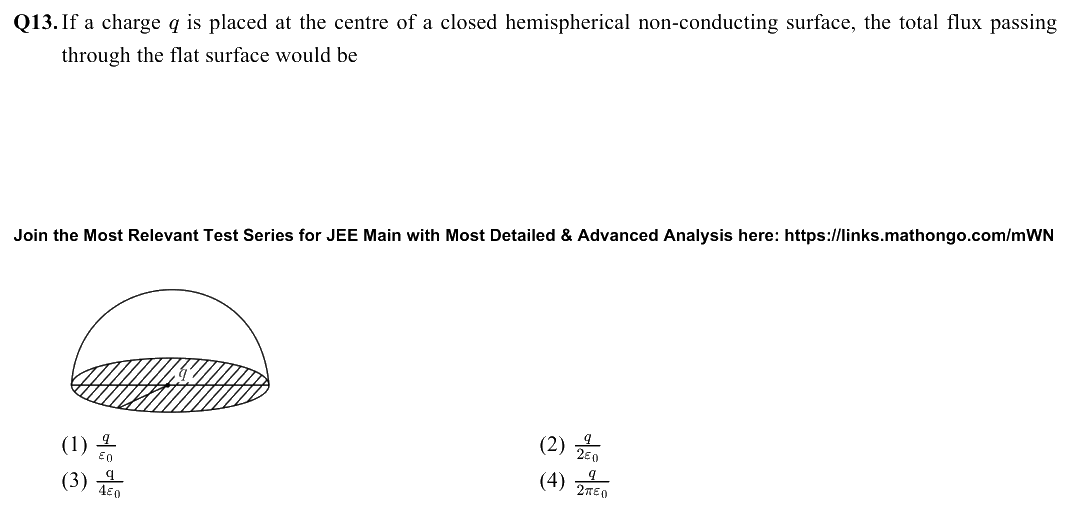 Q13. If a charge q is placed at the centre of a closed hemispherical non-conducting surface, the total flux passing
through the flat surface would be
Join the Most Relevant Test Series for JEE Main with Most Detailed & Advanced Analysis here: https://links.mathongo.com/mWN
q
(1) q/ε₀ (2) q/2ε₀
(3) q/4ε₀ (4) q/2πε₀